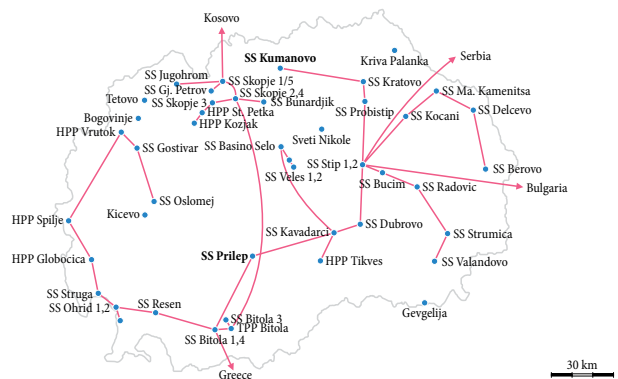 Kosovo
SS Kumanovo
Kriva Palanka
Serbia
SS Jugohrom
SS Skopje 1/5
SS Kratovo
SS Gj. Petrov
SS Skopje 2,4
SS Ma. Kamenitsa
Tetovo
SS Skopje 3
SS Bunardjik
SS Probistip
SS Delcevo
Bogovinje
HPP St. Petka
SS Kocani
HPP Vrutok
HPP Kozjak
Sveti Nikole
SS Gostivar
SS Basino Selo
SS Stip 1,2
SS Berovo
SS Veles 1,2
SS Bucim
SS Radovic
Bulgaria
SS Oslomej
Kicevo
HPP Spilje
SS Kavadarci
SS Dubrovo
SS Strumica
HPP Globocica
SS Prilep
HPP Tikves
SS Valandovo
SS Struga
SS Ohrid 1,2
SS Resen
Gevgelija
SS Bitola 3
TPP Bitola
SS Bitola 1,4
Greece
30 km